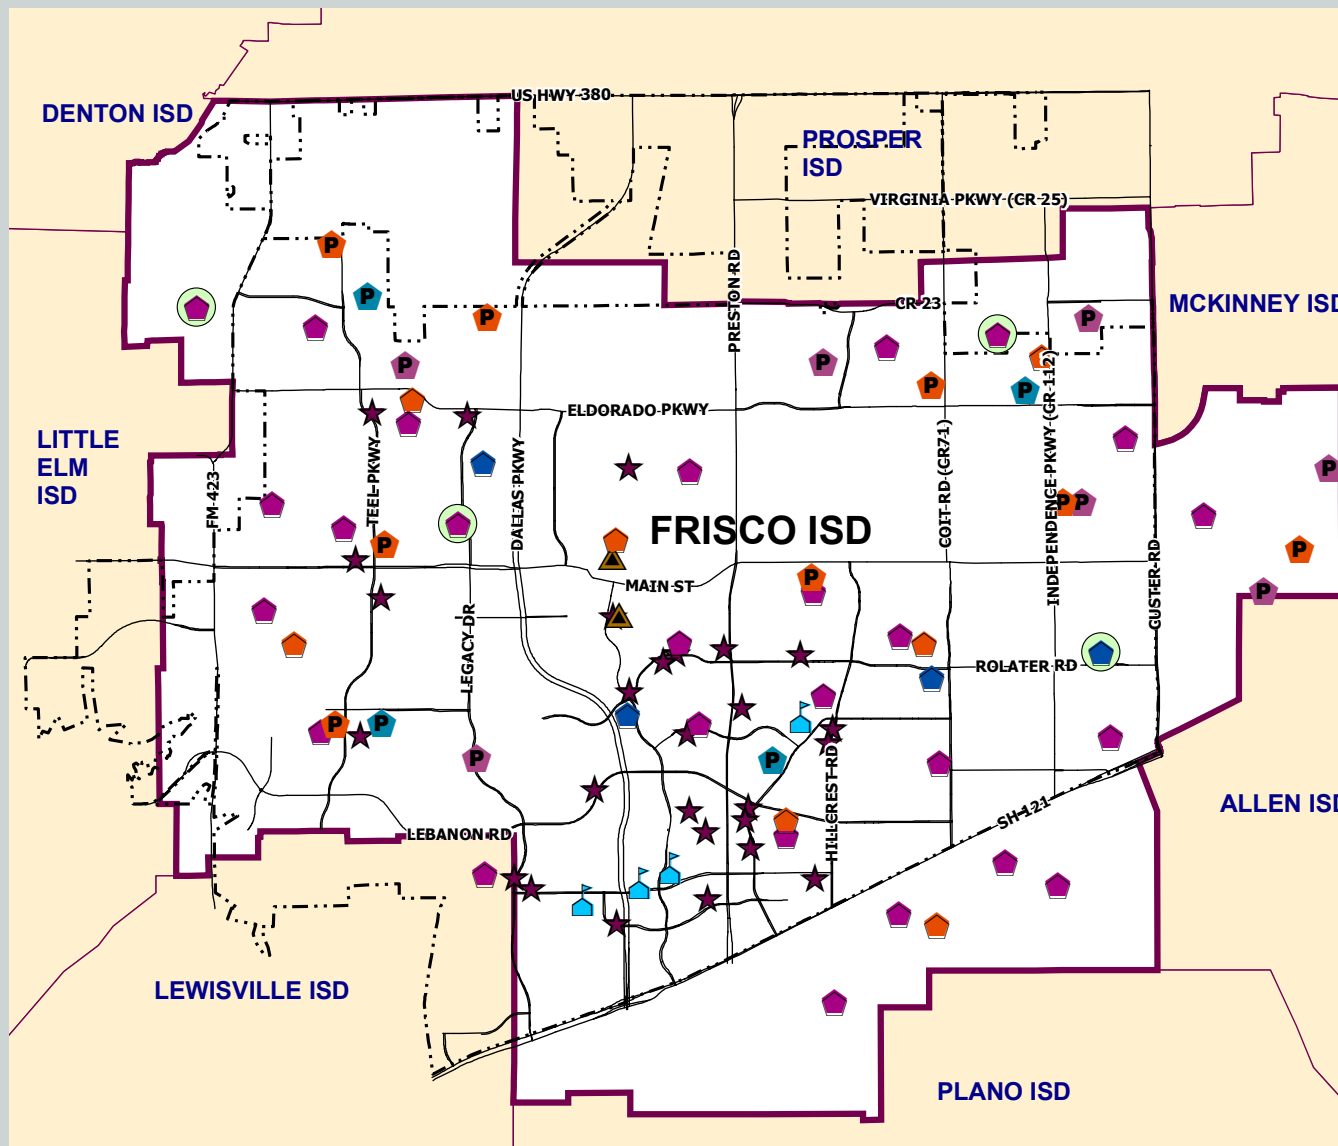 US HWY 380
DENTON ISD
PROSPER
ISD
VIRGINIA PKWY (CR 25)
P
P
P
PRESTON RD
CR 23
MCKINNEY ISD
P
P
P
P
P
INDEPENDENCE PKWY (CR 112)
ELDORADO PKWY
LITTLE
ELM
ISD
FM 423
TEEL PKWY
DALLAS PKWY
COIT RD (CR71)
P
P
P
FRISCO ISD
P
P
CUSTER RD
MAIN ST
P
P
LEGACY DR
ROLATER RD
P
P
P
P
HILLCREST RD
SH 121
ALLEN ISD
LEBANON RD
LEWISVILLE ISD
PLANO ISD